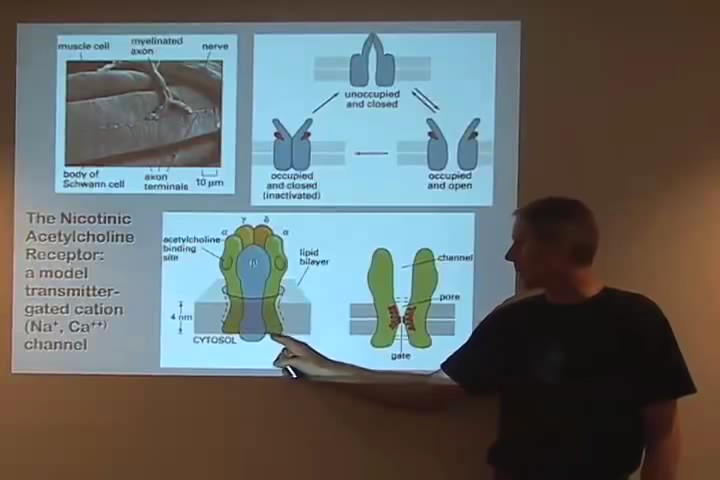 muscle cell
myelinated
axon
nerve
body of
Schwann cell
axon
terminals
10 µm
unoccupied
and closed
occupied
and closed
(inactivated)
occupied
and open
The Nicotinic
Acetylcholine
Receptor:
a model
transmitter-
gated cation
(Na⁺, Ca⁺⁺)
channel
acetylcholine
binding
site
α
γ
δ
α
β
lipid
bilayer
4 nm
CYTOSOL
channel
pore
gate